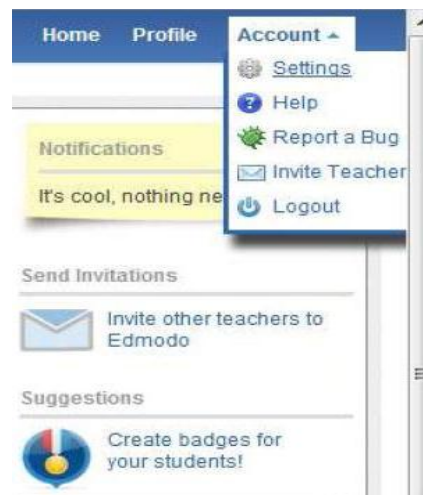 Home Profile Account
Settings
Help
Report a Bug
Invite Teacher
Logout
Notifications
It's cool, nothing ne
Send Invitations
Invite other teachers to
Edmodo
Suggestions
Create badges for
your students!